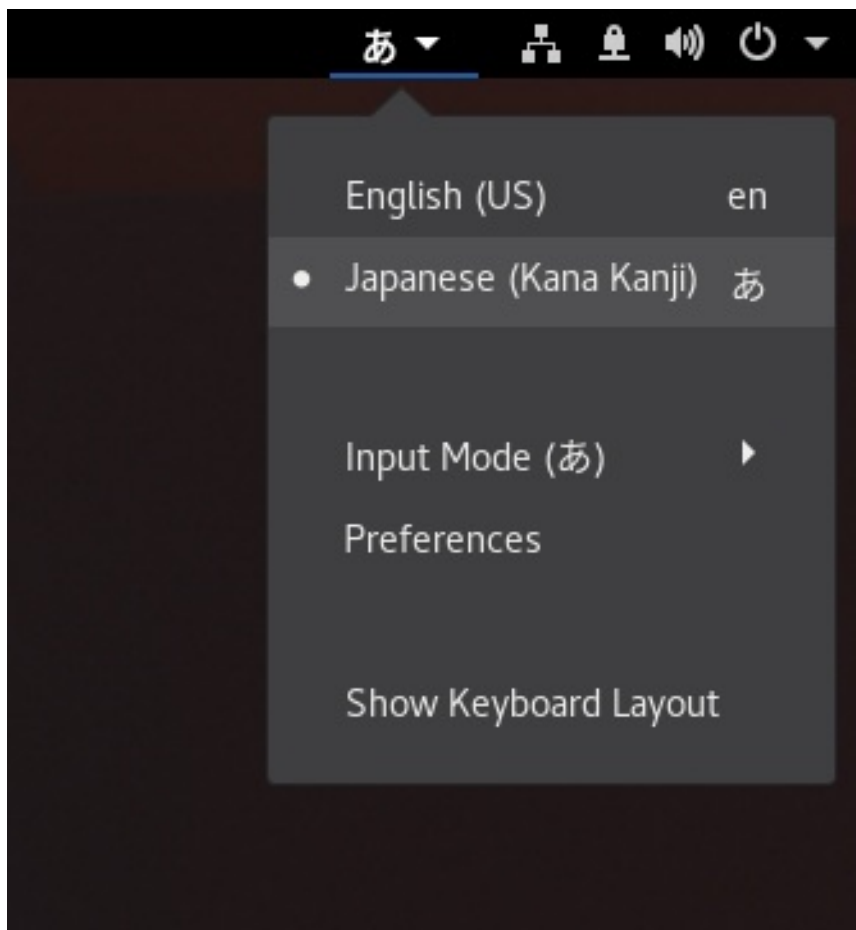 あ
English (US) en
Japanese (Kana Kanji) あ
Input Mode (あ)
Preferences
Show Keyboard Layout